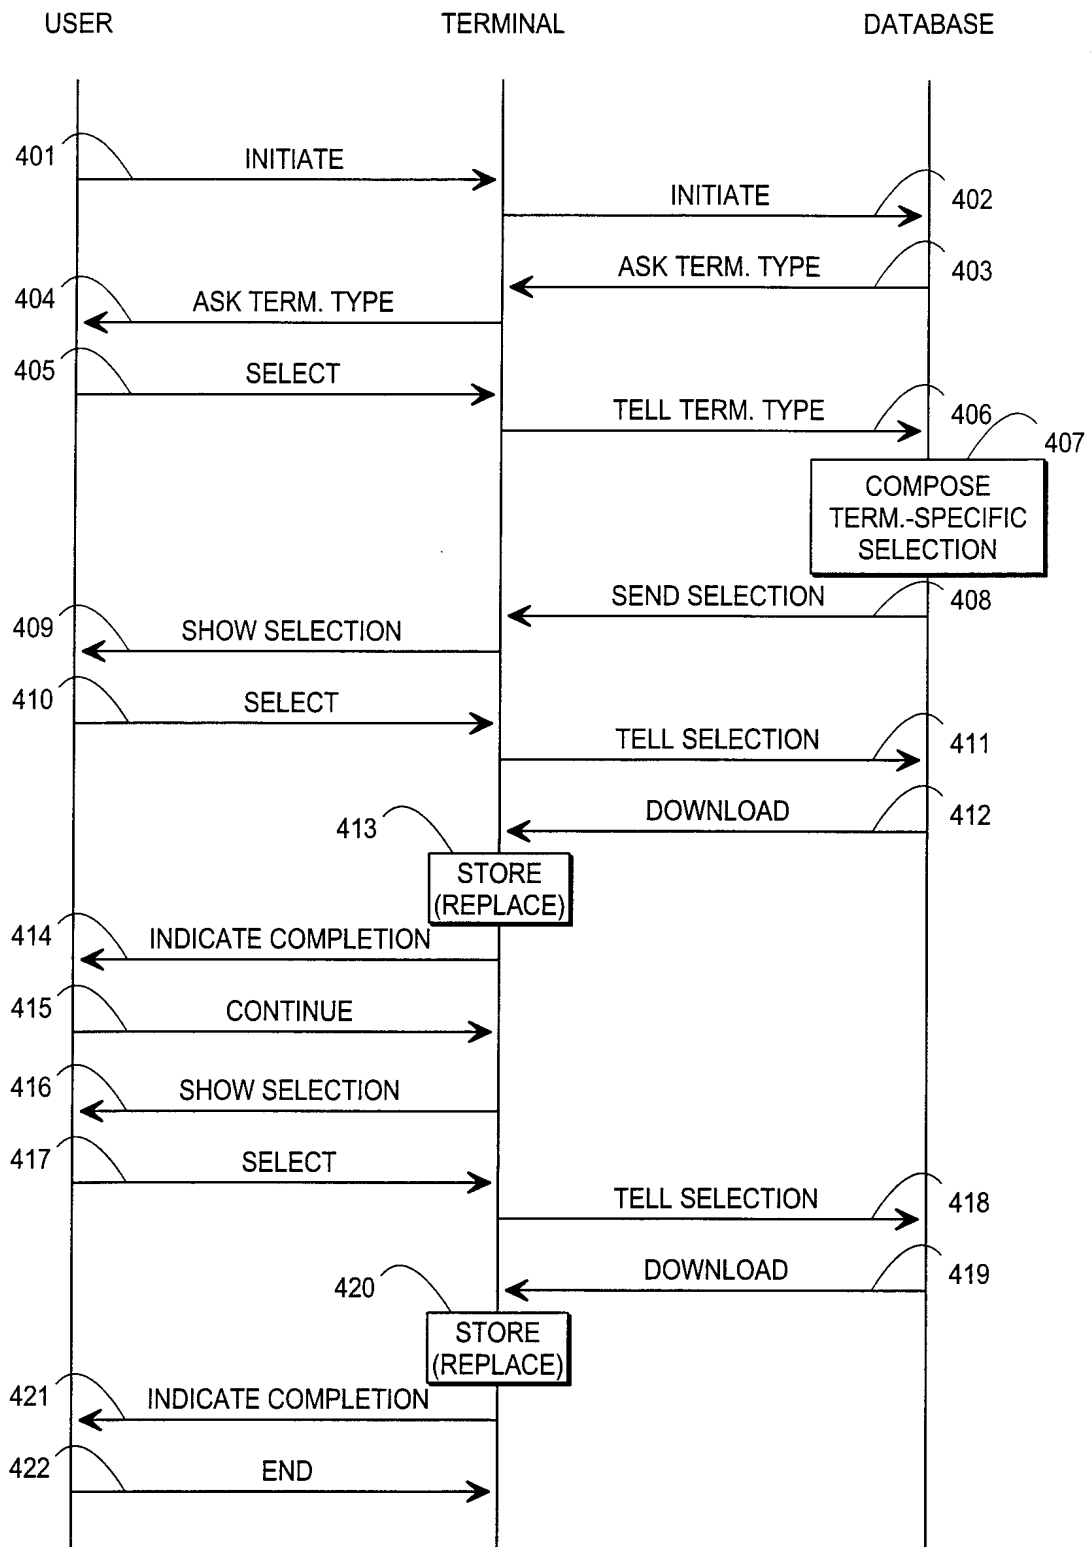 USER TERMINAL DATABASE
401 INITIATE
INITIATE 402
ASK TERM. TYPE 403
404 ASK TERM. TYPE
405 SELECT
TELL TERM. TYPE 406
407
COMPOSE
TERM.-SPECIFIC
SELECTION
SEND SELECTION 408
409 SHOW SELECTION
410 SELECT
TELL SELECTION 411
DOWNLOAD 412
413
STORE
(REPLACE)
414 INDICATE COMPLETION
415 CONTINUE
416 SHOW SELECTION
417 SELECT
TELL SELECTION 418
DOWNLOAD 419
420
STORE
(REPLACE)
421 INDICATE COMPLETION
422 END